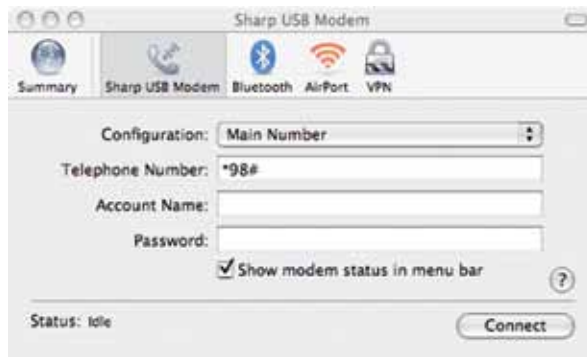 Sharp USB Modem
Summary Sharp USB Modem Bluetooth AirPort VPN
Configuration: Main Number
Telephone Number: *98#
Account Name:
Password:
Show modem status in menu bar
?
Status: Idle Connect